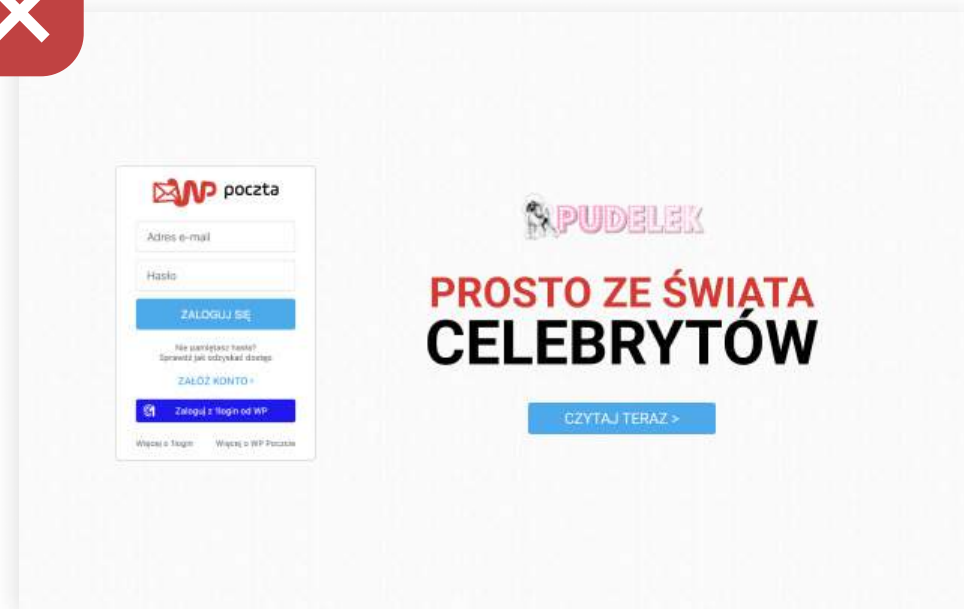 WP poczta
Adres e-mail
Hasło
ZALOGUJ SIĘ
Nie pamiętasz hasła?
Sprawdź jak odzyskać dostęp
ZAŁÓŻ KONTO >
Zaloguj z 1login od WP
Więcej o 1login Więcej o WP Poczcie
PUDELEK
PROSTO ZE ŚWIATA
CELEBRYTÓW
CZYTAJ TERAZ >